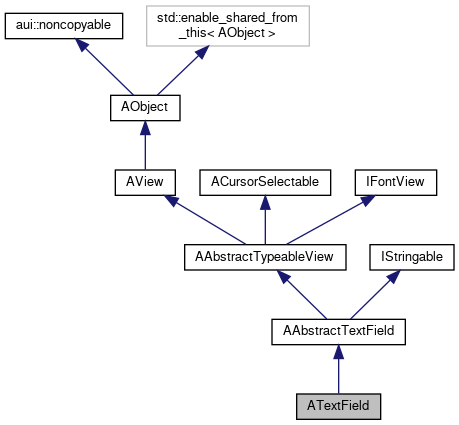 aui::noncopyable
std::enable_shared_from
_this< AObject >
AObject
AView
ACursorSelectable
IFontView
AAbstractTypeableView
IStringable
AAbstractTextField
ATextField